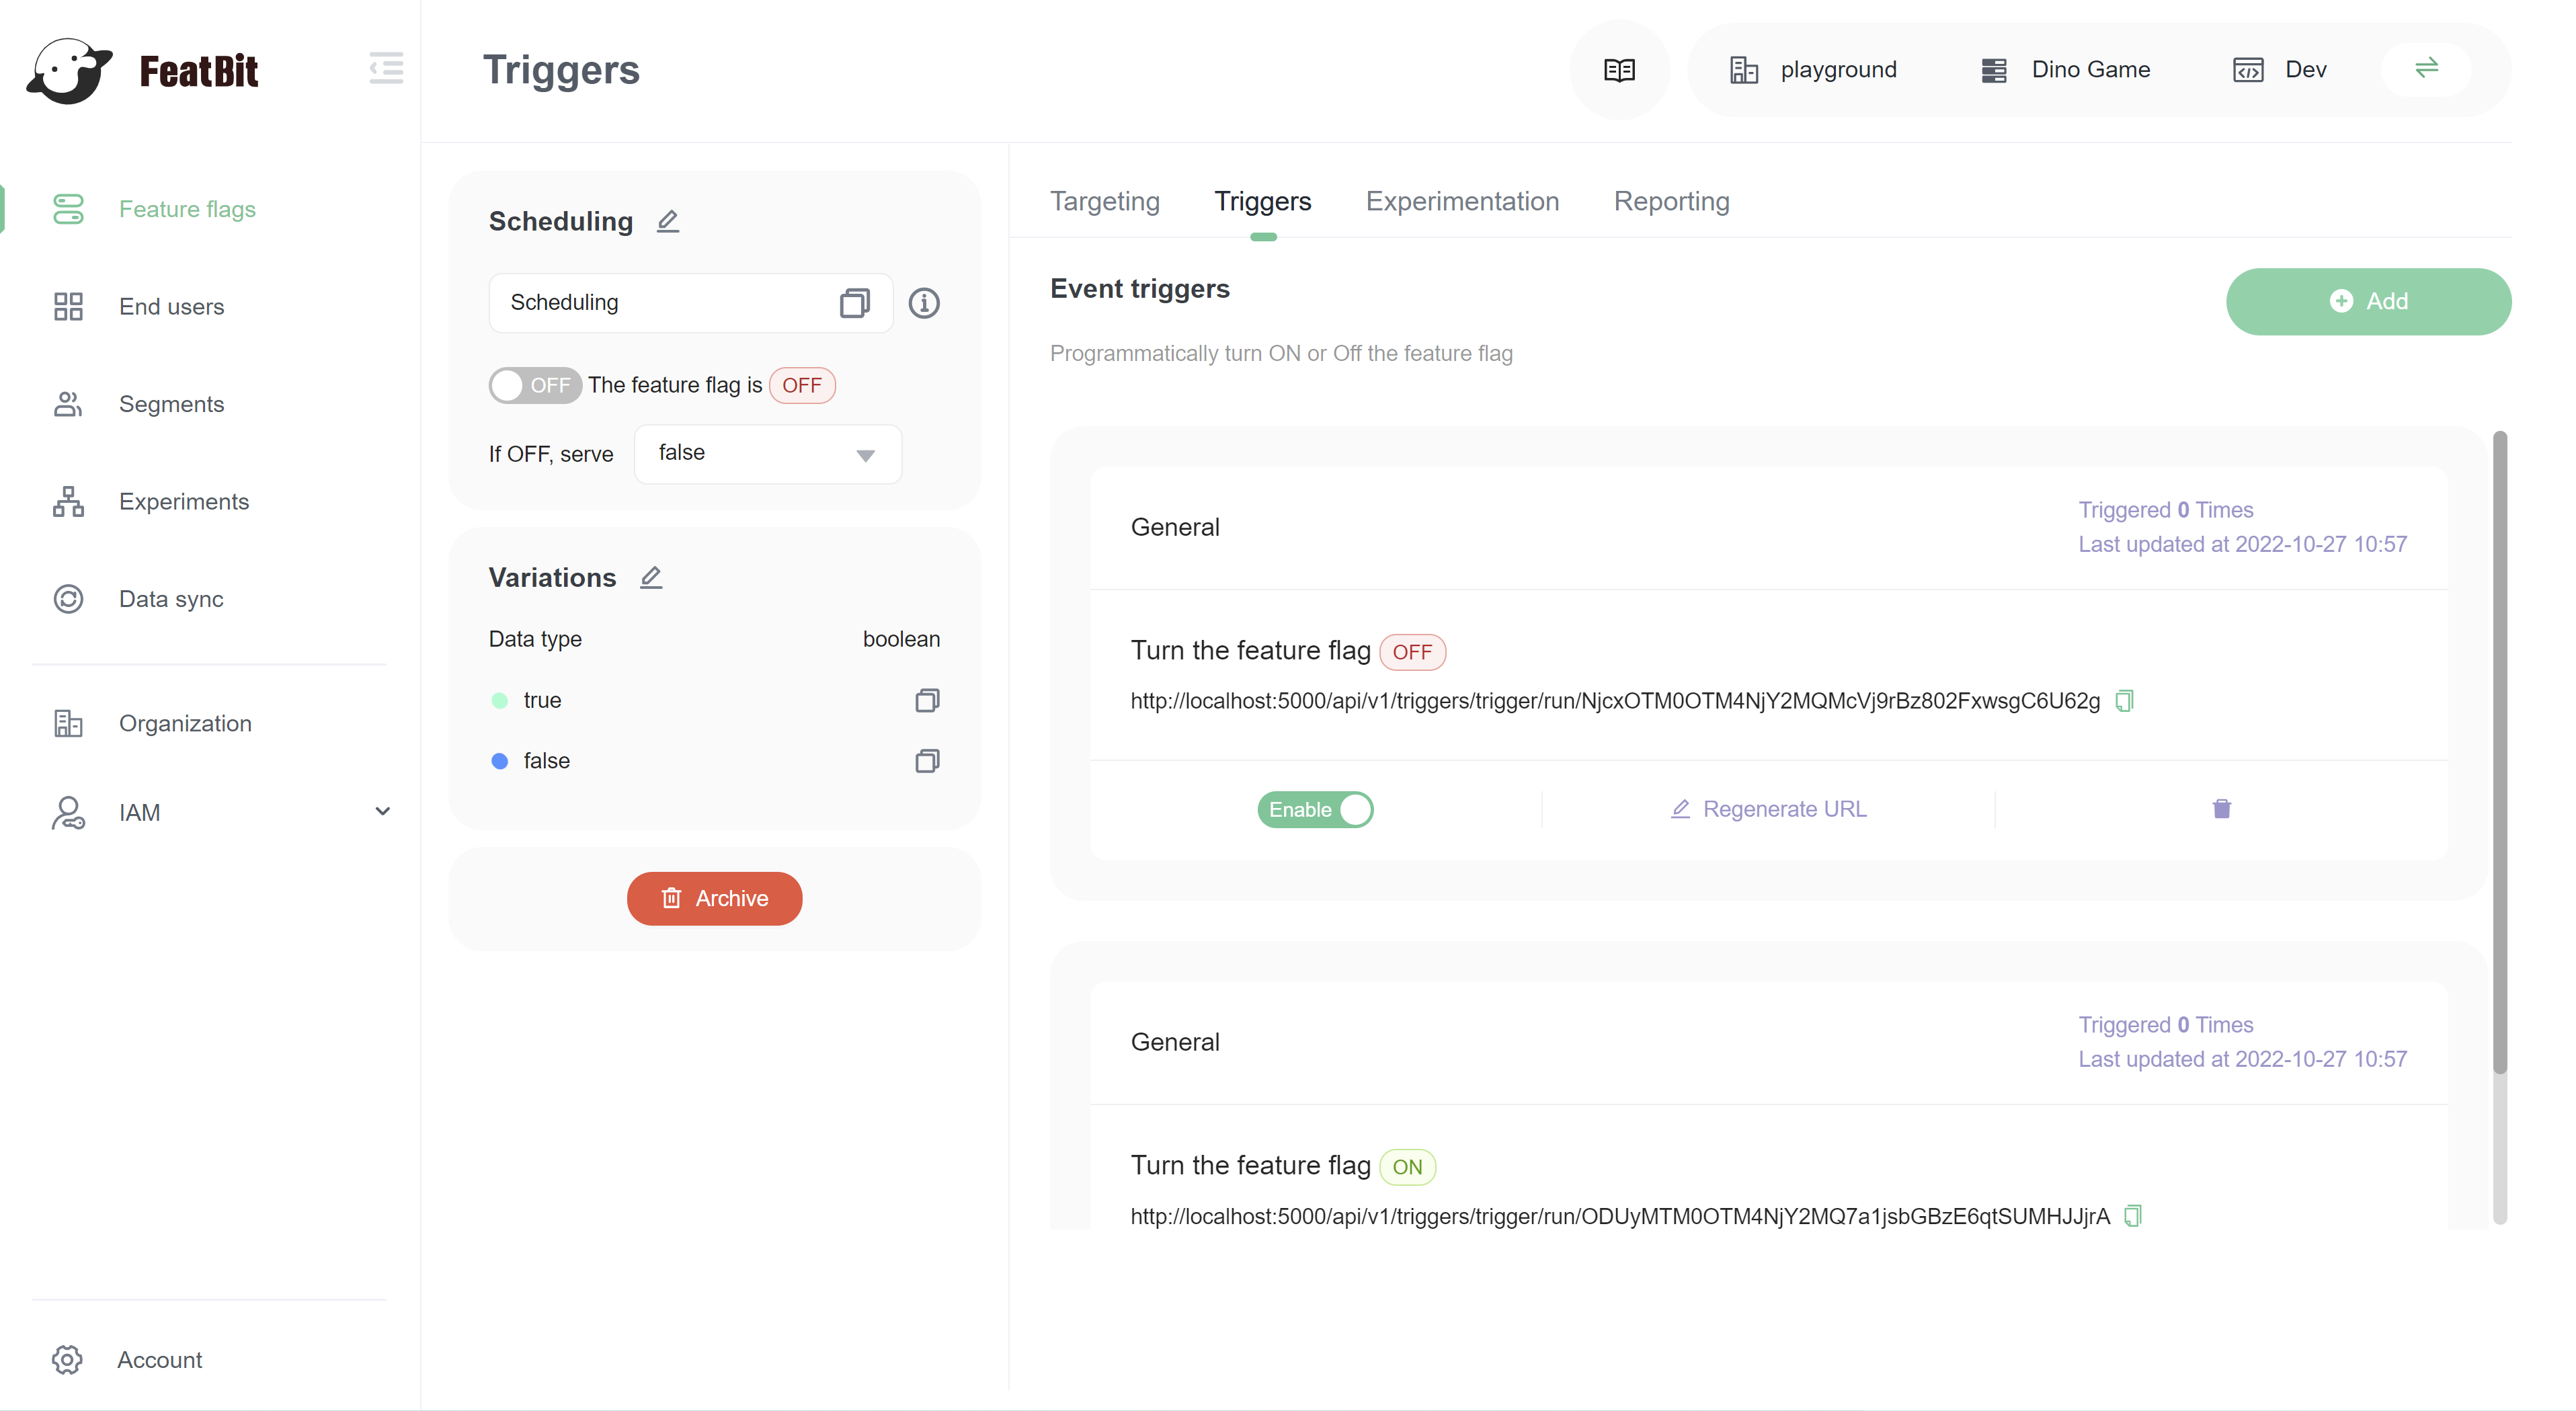 FeatBit
Triggers
playground
Dino Game
Dev
Feature flags
End users
Segments
Experiments
Data sync
Organization
IAM
Account
Scheduling
Scheduling
OFF The feature flag is OFF
If OFF, serve false
Variations
Data type boolean
true
false
Archive
Targeting Triggers Experimentation Reporting
Event triggers
Add
Programmatically turn ON or Off the feature flag
General
Triggered 0 Times
Last updated at 2022-10-27 10:57
Turn the feature flag OFF
http://localhost:5000/api/v1/triggers/trigger/run/NjcxOTM0OTM4NjY2MQMcVj9rBz802FxwsgC6U62g
Enable
Regenerate URL
General
Triggered 0 Times
Last updated at 2022-10-27 10:57
Turn the feature flag ON
http://localhost:5000/api/v1/triggers/trigger/run/ODUyMTM0OTM4NjY2MQ7a1jsbGBzE6qtSUMHJJjrA